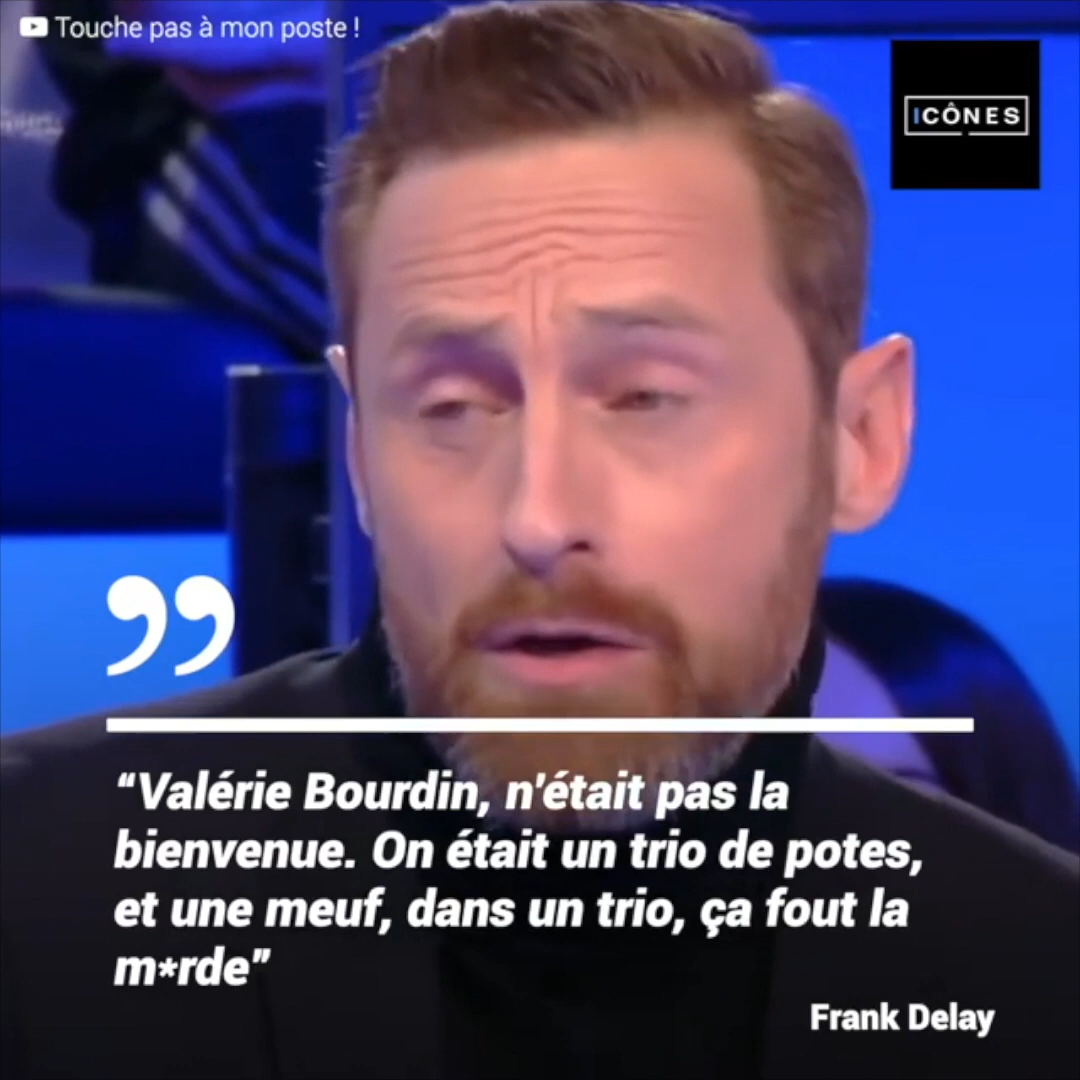 Touche pas à mon poste !
ICÔNES
”
“Valérie Bourdin, n'était pas la
bienvenue. On était un trio de potes,
et une meuf, dans un trio, ça fout la
m*rde”
Frank Delay